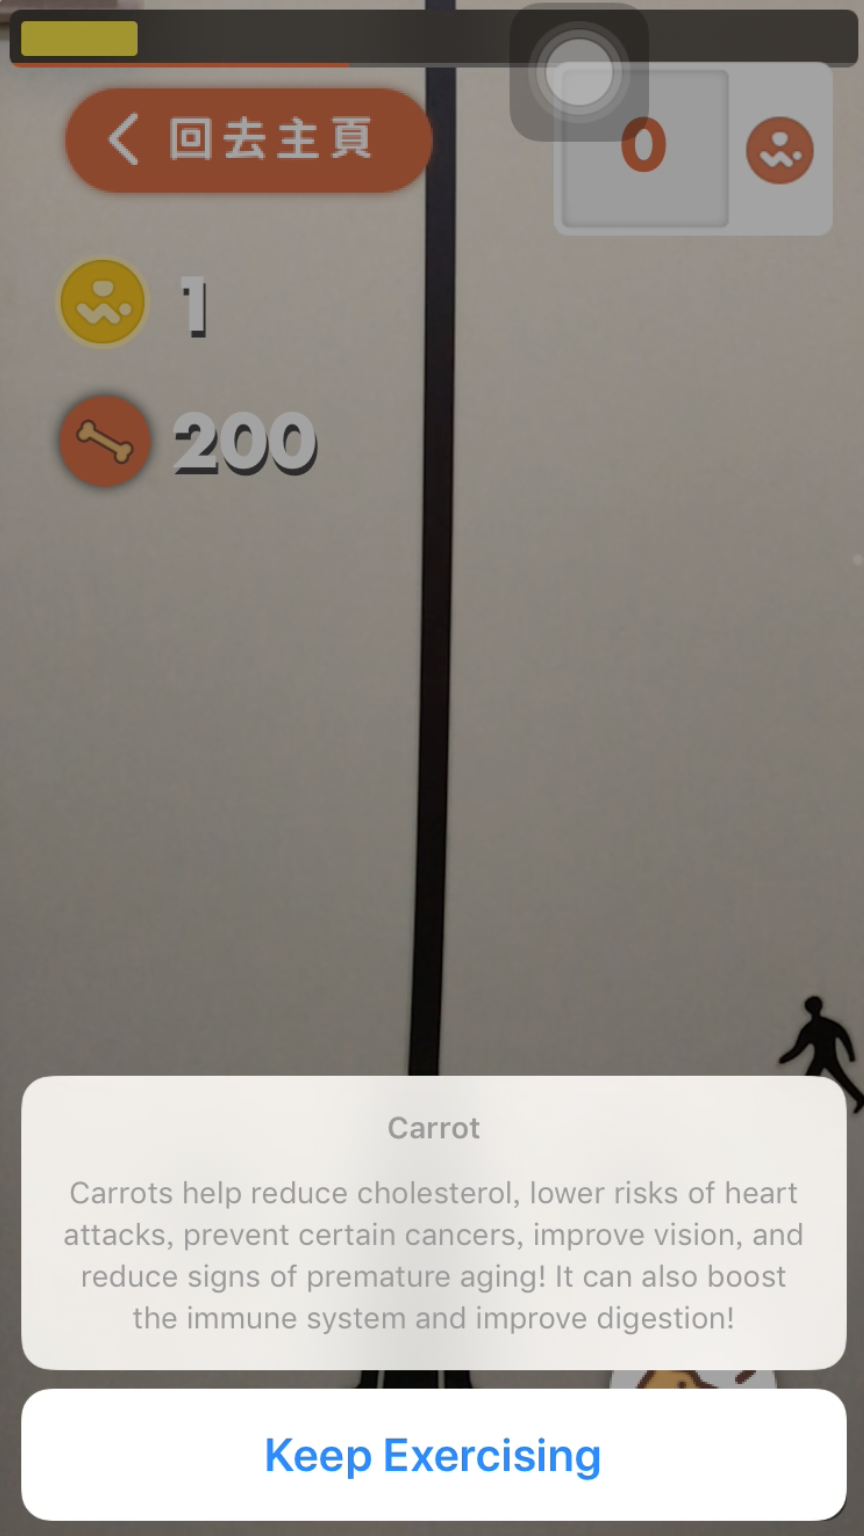 回去主頁
0
1
200
Carrot
Carrots help reduce cholesterol, lower risks of heart
attacks, prevent certain cancers, improve vision, and
reduce signs of premature aging! It can also boost
the immune system and improve digestion!
Keep Exercising